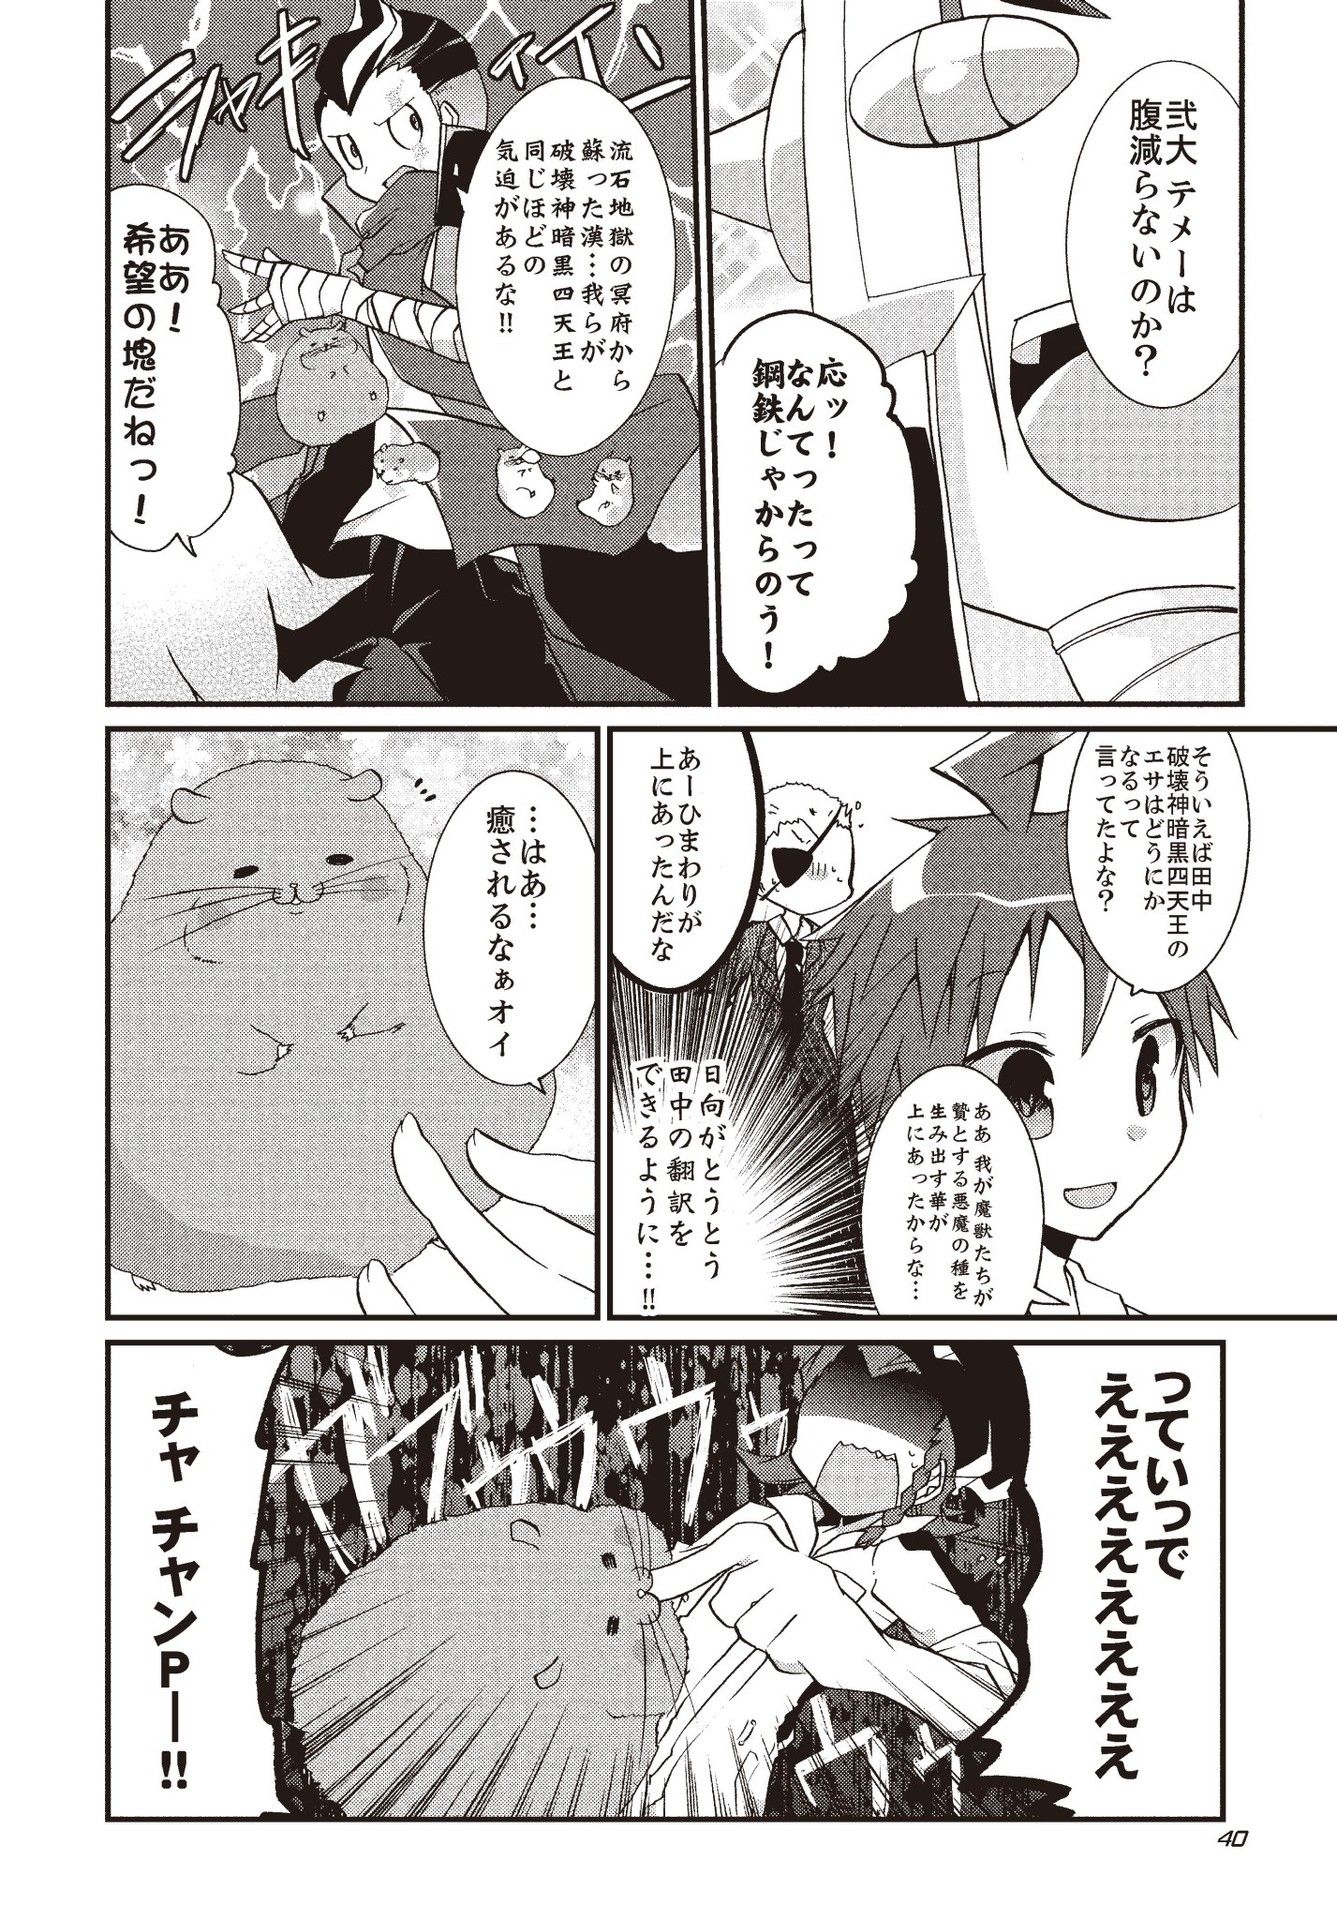 弐大 テメーは
腹減らないのか?
応ッ!
なんてったって
鋼鉄じゃからのう!
流石地獄の冥府から
蘇った漢…我らが
破壊神暗黒四天王と
同じほどの
気迫があるな!!
ジャキィイン
ああ!
希望の塊だねっ!
そういえば田中
破壊神暗黒四天王の
エサはどうにか
なるって
言ってたよな?
ああ 我が魔獣たちが
贄とする悪魔の種を
生み出す華が
上にあったからな…
あーひまわりが
上にあったんだな
日向がとうとう
田中の翻訳を
できるように…!!
…はあ…
癒されるなぁオイ
っていっで
えええええええええ
チャ チャンP―!!
40